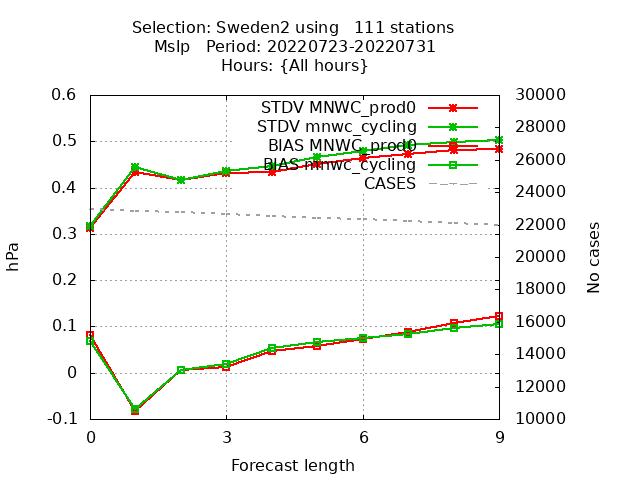 Selection: Sweden2 using   111 stations
Mslp   Period: 20220723-20220731
Hours: {All hours}
0.6
0.5
0.4
0.3
0.2
0.1
0
-0.1
hPa
STDV MNWC_prod0
STDV mnwc_cycling
BIAS MNWC_prod0
BIAS mnwc_cycling
CASES
30000
28000
26000
24000
22000
20000
18000
16000
14000
12000
10000
No cases
0 3 6 9
Forecast length